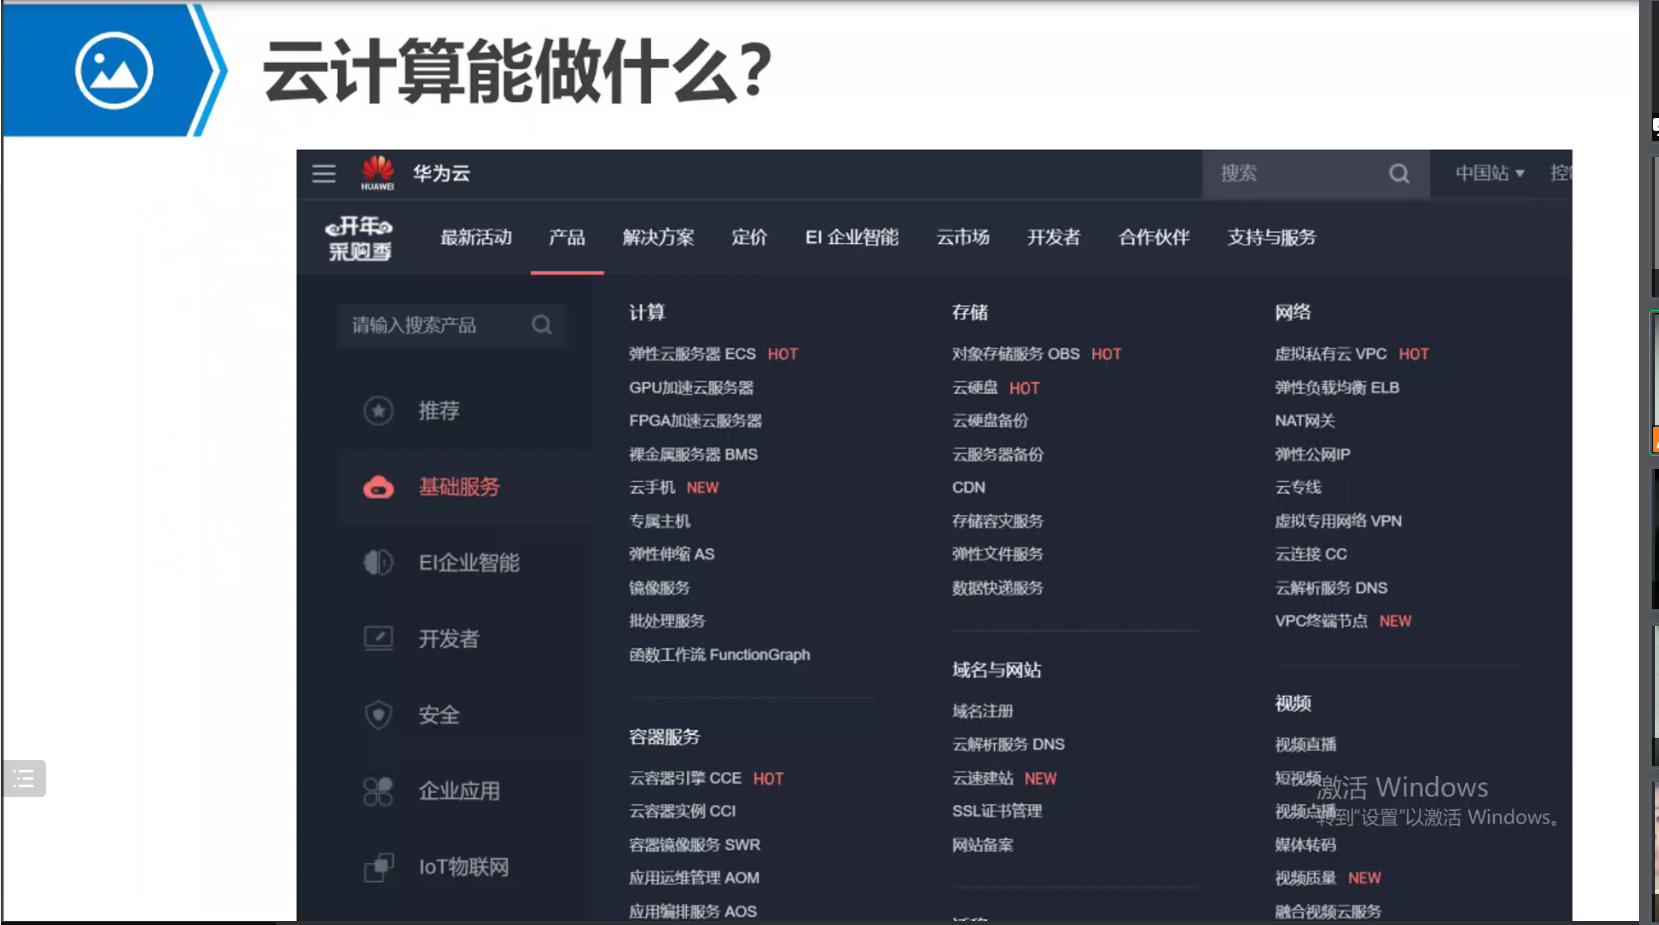 云计算能做什么?
HUAWEI
华为云
搜索
中国站
开年
采购季
最新活动
产品
解决方案
定价
EI 企业智能
云市场
开发者
合作伙伴
支持与服务
请输入搜索产品
推荐
基础服务
EI企业智能
开发者
安全
企业应用
IoT物联网
计算
弹性云服务器 ECS HOT
GPU加速云服务器
FPGA加速云服务器
裸金属服务器 BMS
云手机 NEW
专属主机
弹性伸缩 AS
镜像服务
批处理服务
函数工作流 FunctionGraph
容器服务
云容器引擎 CCE HOT
云容器实例 CCI
容器镜像服务 SWR
应用运维管理 AOM
应用编排服务 AOS
存储
对象存储服务 OBS HOT
云硬盘 HOT
云硬盘备份
云服务器备份
CDN
存储容灾服务
弹性文件服务
数据快递服务
域名与网站
域名注册
云解析服务 DNS
云速建站 NEW
SSL证书管理
网站备案
网络
虚拟私有云 VPC HOT
弹性负载均衡 ELB
NAT网关
弹性公网IP
云专线
虚拟专用网络 VPN
云连接 CC
云解析服务 DNS
VPC终端节点 NEW
视频
视频直播
短视频
视频点播
媒体转码
视频质量 NEW
融合视频云服务
激活 Windows
转到"设置"以激活 Windows。